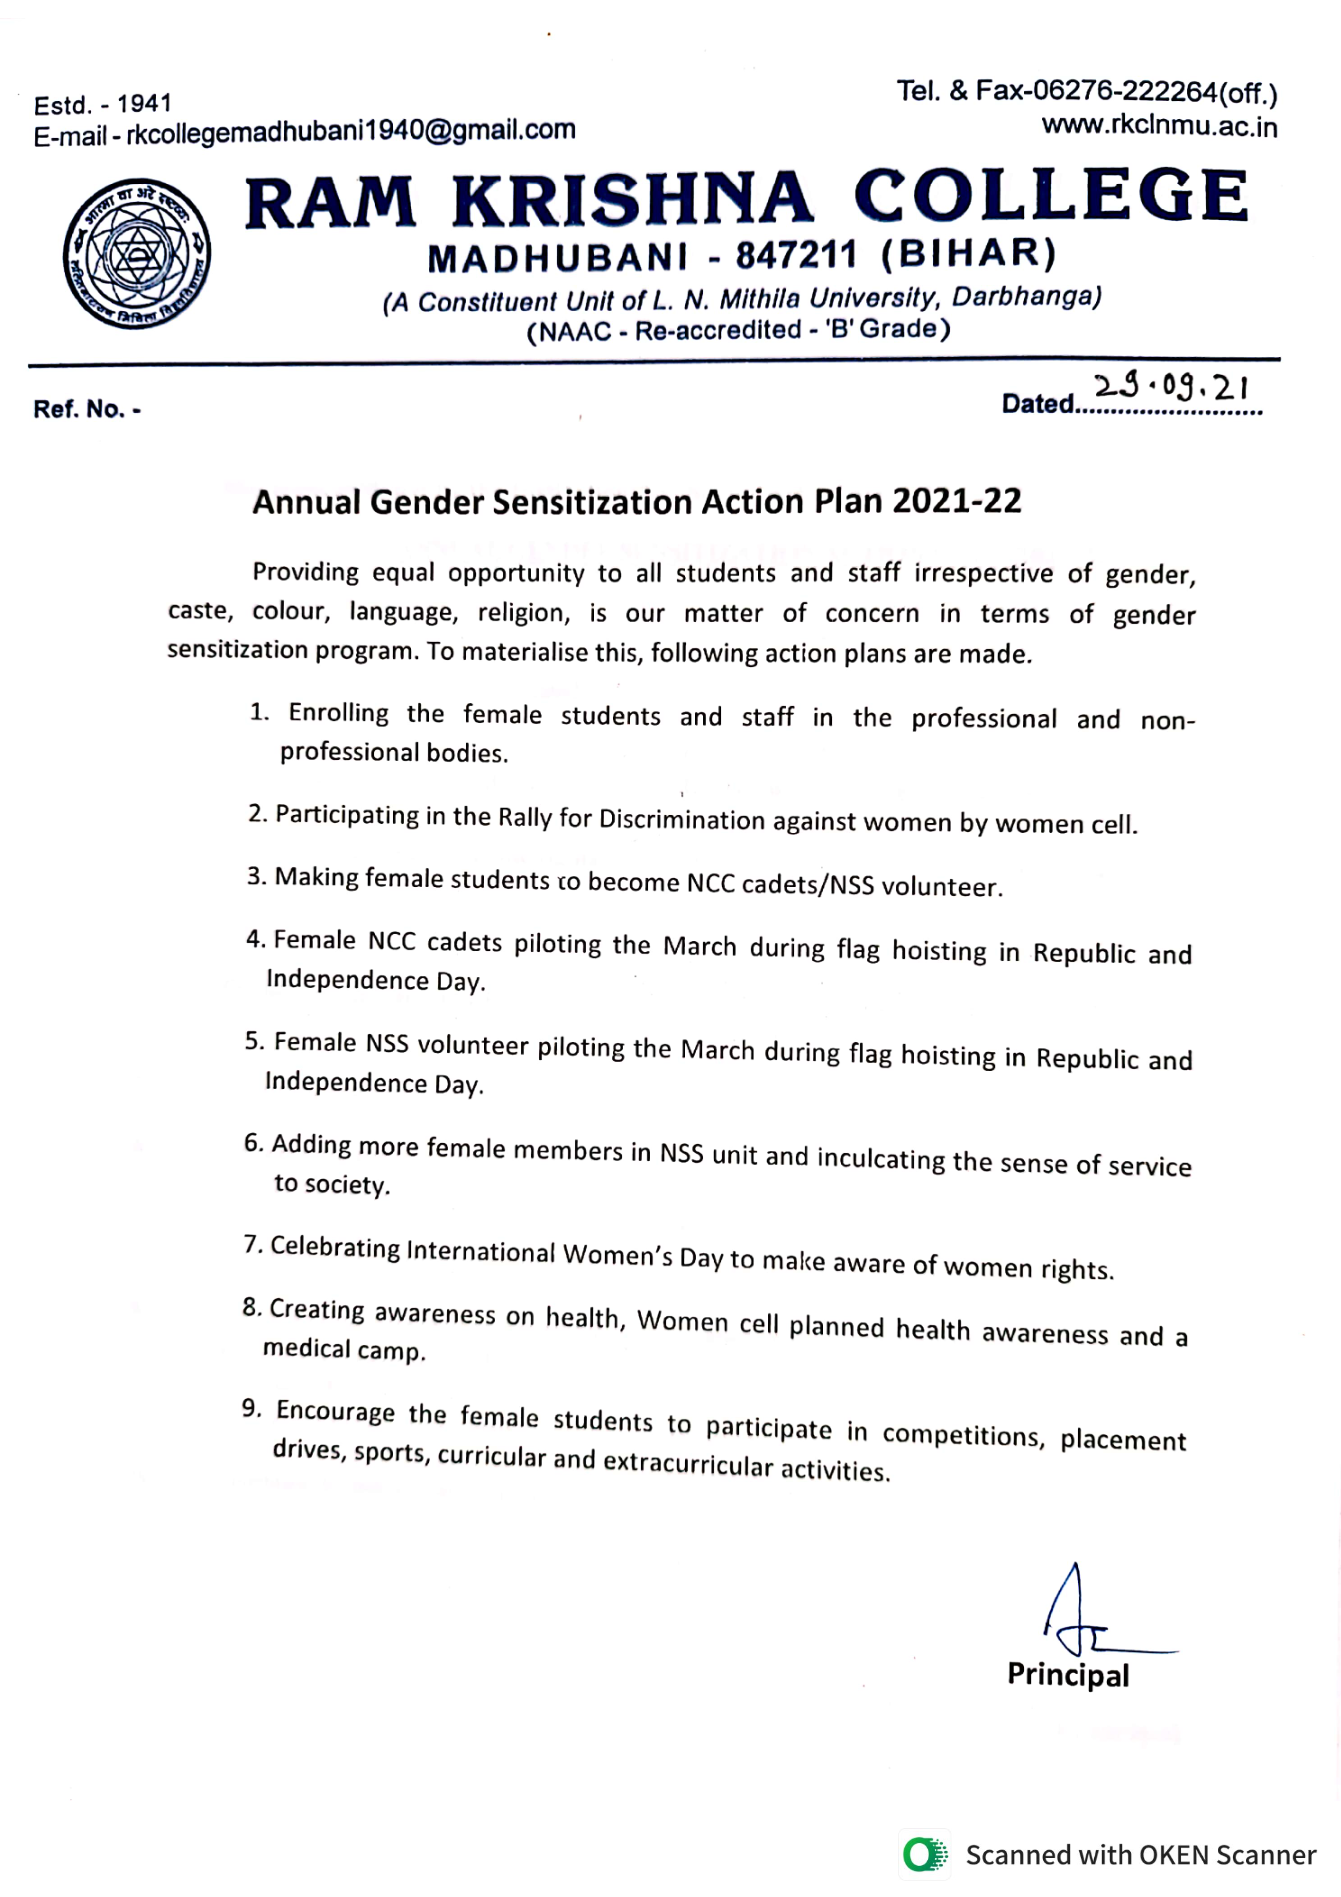 Estd. - 1941
E-mail - rkcollegemadhubani1940@gmail.com
Tel. & Fax-06276-222264(off.)
www.rkclnmu.ac.in
RAM KRISHNA COLLEGE
MADHUBANI - 847211 (BIHAR)
(A Constituent Unit of L. N. Mithila University, Darbhanga)
(NAAC - Re-accredited - 'B' Grade)
आत्मा वा अरे द्रष्टव्यः
ललित नारायण मिथिला विश्वविद्यालय
Ref. No. -
Dated 29.09.21
Annual Gender Sensitization Action Plan 2021-22
Providing equal opportunity to all students and staff irrespective of gender,
caste, colour, language, religion, is our matter of concern in terms of gender
sensitization program. To materialise this, following action plans are made.
1. Enrolling the female students and staff in the professional and non-
professional bodies.
2. Participating in the Rally for Discrimination against women by women cell.
3. Making female students to become NCC cadets/NSS volunteer.
4. Female NCC cadets piloting the March during flag hoisting in Republic and
Independence Day.
5. Female NSS volunteer piloting the March during flag hoisting in Republic and
Independence Day.
6. Adding more female members in NSS unit and inculcating the sense of service
to society.
7. Celebrating International Women's Day to make aware of women rights.
8. Creating awareness on health, Women cell planned health awareness and a
medical camp.
9. Encourage the female students to participate in competitions, placement
drives, sports, curricular and extracurricular activities.
Principal
Scanned with OKEN Scanner